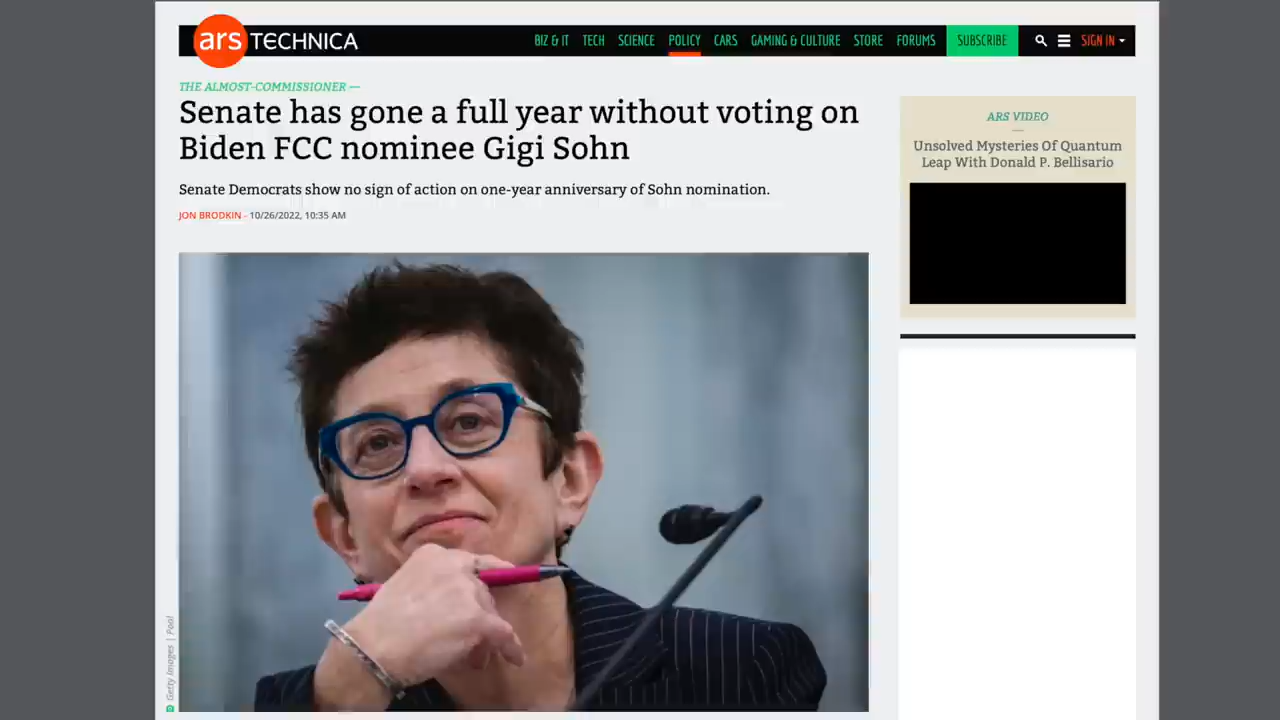 ars TECHNICA
BIZ & IT TECH SCIENCE POLICY CARS GAMING & CULTURE STORE FORUMS SUBSCRIBE SIGN IN
THE ALMOST-COMMISSIONER —
Senate has gone a full year without voting on
Biden FCC nominee Gigi Sohn
Senate Democrats show no sign of action on one-year anniversary of Sohn nomination.
JON BRODKIN - 10/26/2022, 10:35 AM
ARS VIDEO
Unsolved Mysteries Of Quantum
Leap With Donald P. Bellisario
Getty Images | Pool